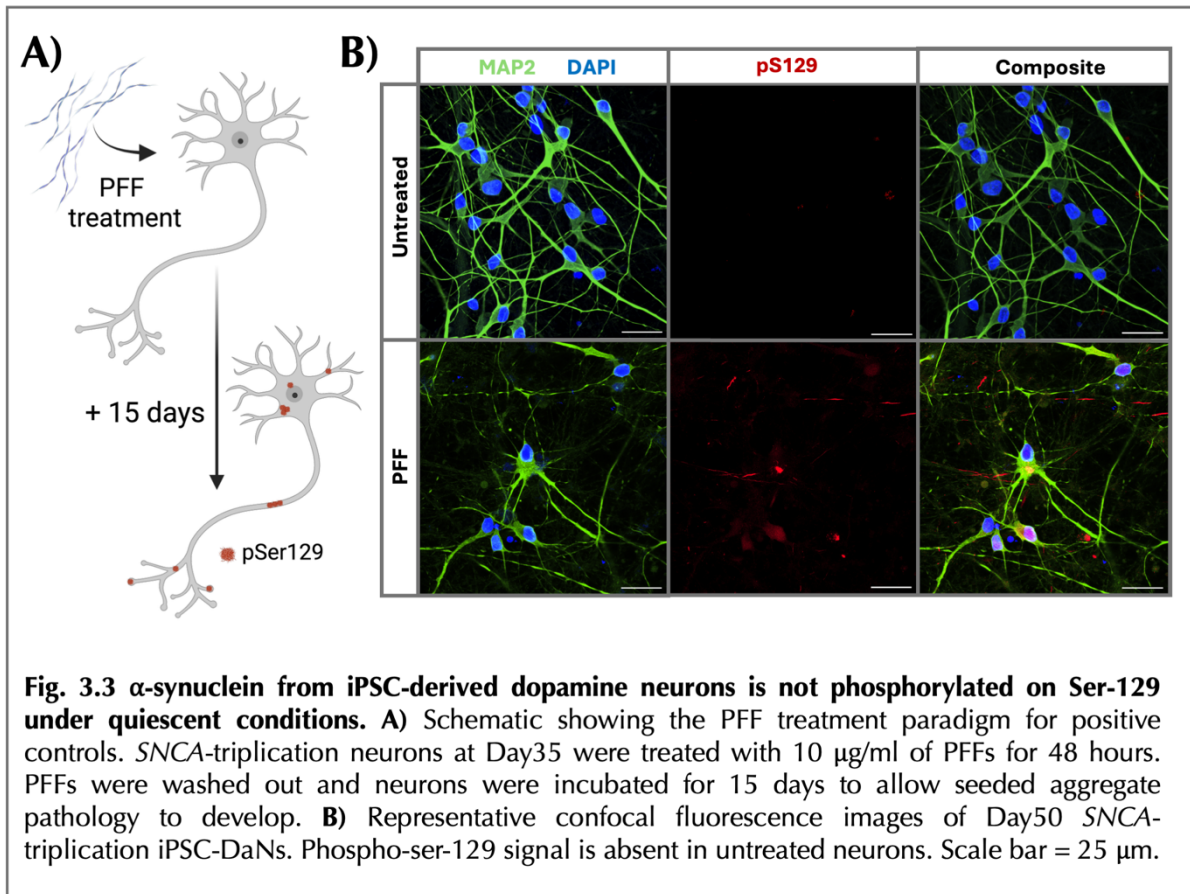 A)
PFF
treatment
+ 15 days
pSer129
B)
MAP2 DAPI
pS129
Composite
Untreated
PFF
Fig. 3.3 α-synuclein from iPSC-derived dopamine neurons is not phosphorylated on Ser-129
under quiescent conditions. A) Schematic showing the PFF treatment paradigm for positive
controls. SNCA-triplication neurons at Day35 were treated with 10 µg/ml of PFFs for 48 hours.
PFFs were washed out and neurons were incubated for 15 days to allow seeded aggregate
pathology to develop. B) Representative confocal fluorescence images of Day50 SNCA-
triplication iPSC-DaNs. Phospho-ser-129 signal is absent in untreated neurons. Scale bar = 25 µm.